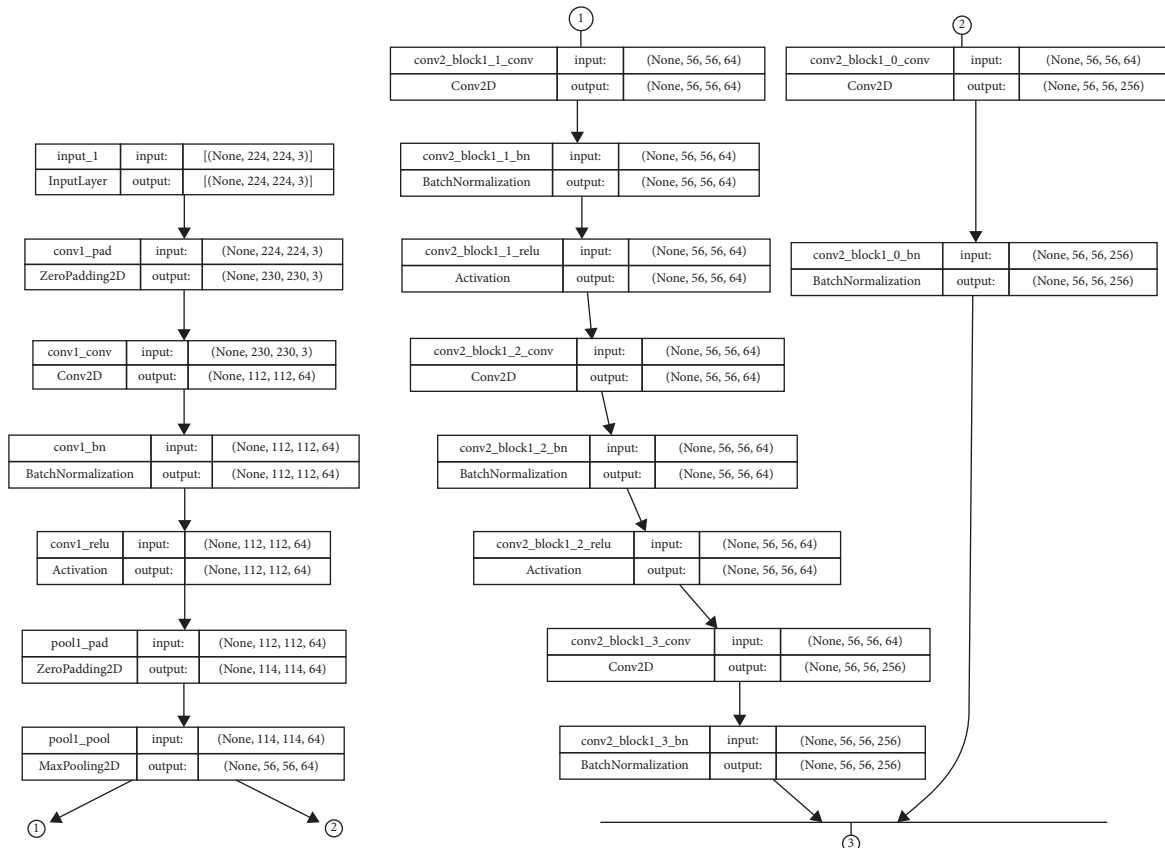 input_1 input: [(None, 224, 224, 3)]
InputLayer output: [(None, 224, 224, 3)]
conv1_pad input: (None, 224, 224, 3)
ZeroPadding2D output: (None, 230, 230, 3)
conv1_conv input: (None, 230, 230, 3)
Conv2D output: (None, 112, 112, 64)
conv1_bn input: (None, 112, 112, 64)
BatchNormalization output: (None, 112, 112, 64)
conv1_relu input: (None, 112, 112, 64)
Activation output: (None, 112, 112, 64)
pool1_pad input: (None, 112, 112, 64)
ZeroPadding2D output: (None, 114, 114, 64)
pool1_pool input: (None, 114, 114, 64)
MaxPooling2D output: (None, 56, 56, 64)
1 2
1
conv2_block1_1_conv input: (None, 56, 56, 64)
Conv2D output: (None, 56, 56, 64)
conv2_block1_1_bn input: (None, 56, 56, 64)
BatchNormalization output: (None, 56, 56, 64)
conv2_block1_1_relu input: (None, 56, 56, 64)
Activation output: (None, 56, 56, 64)
conv2_block1_2_conv input: (None, 56, 56, 64)
Conv2D output: (None, 56, 56, 64)
conv2_block1_2_bn input: (None, 56, 56, 64)
BatchNormalization output: (None, 56, 56, 64)
conv2_block1_2_relu input: (None, 56, 56, 64)
Activation output: (None, 56, 56, 64)
conv2_block1_3_conv input: (None, 56, 56, 64)
Conv2D output: (None, 56, 56, 256)
conv2_block1_3_bn input: (None, 56, 56, 256)
BatchNormalization output: (None, 56, 56, 256)
2
conv2_block1_0_conv input: (None, 56, 56, 64)
Conv2D output: (None, 56, 56, 256)
conv2_block1_0_bn input: (None, 56, 56, 256)
BatchNormalization output: (None, 56, 56, 256)
3